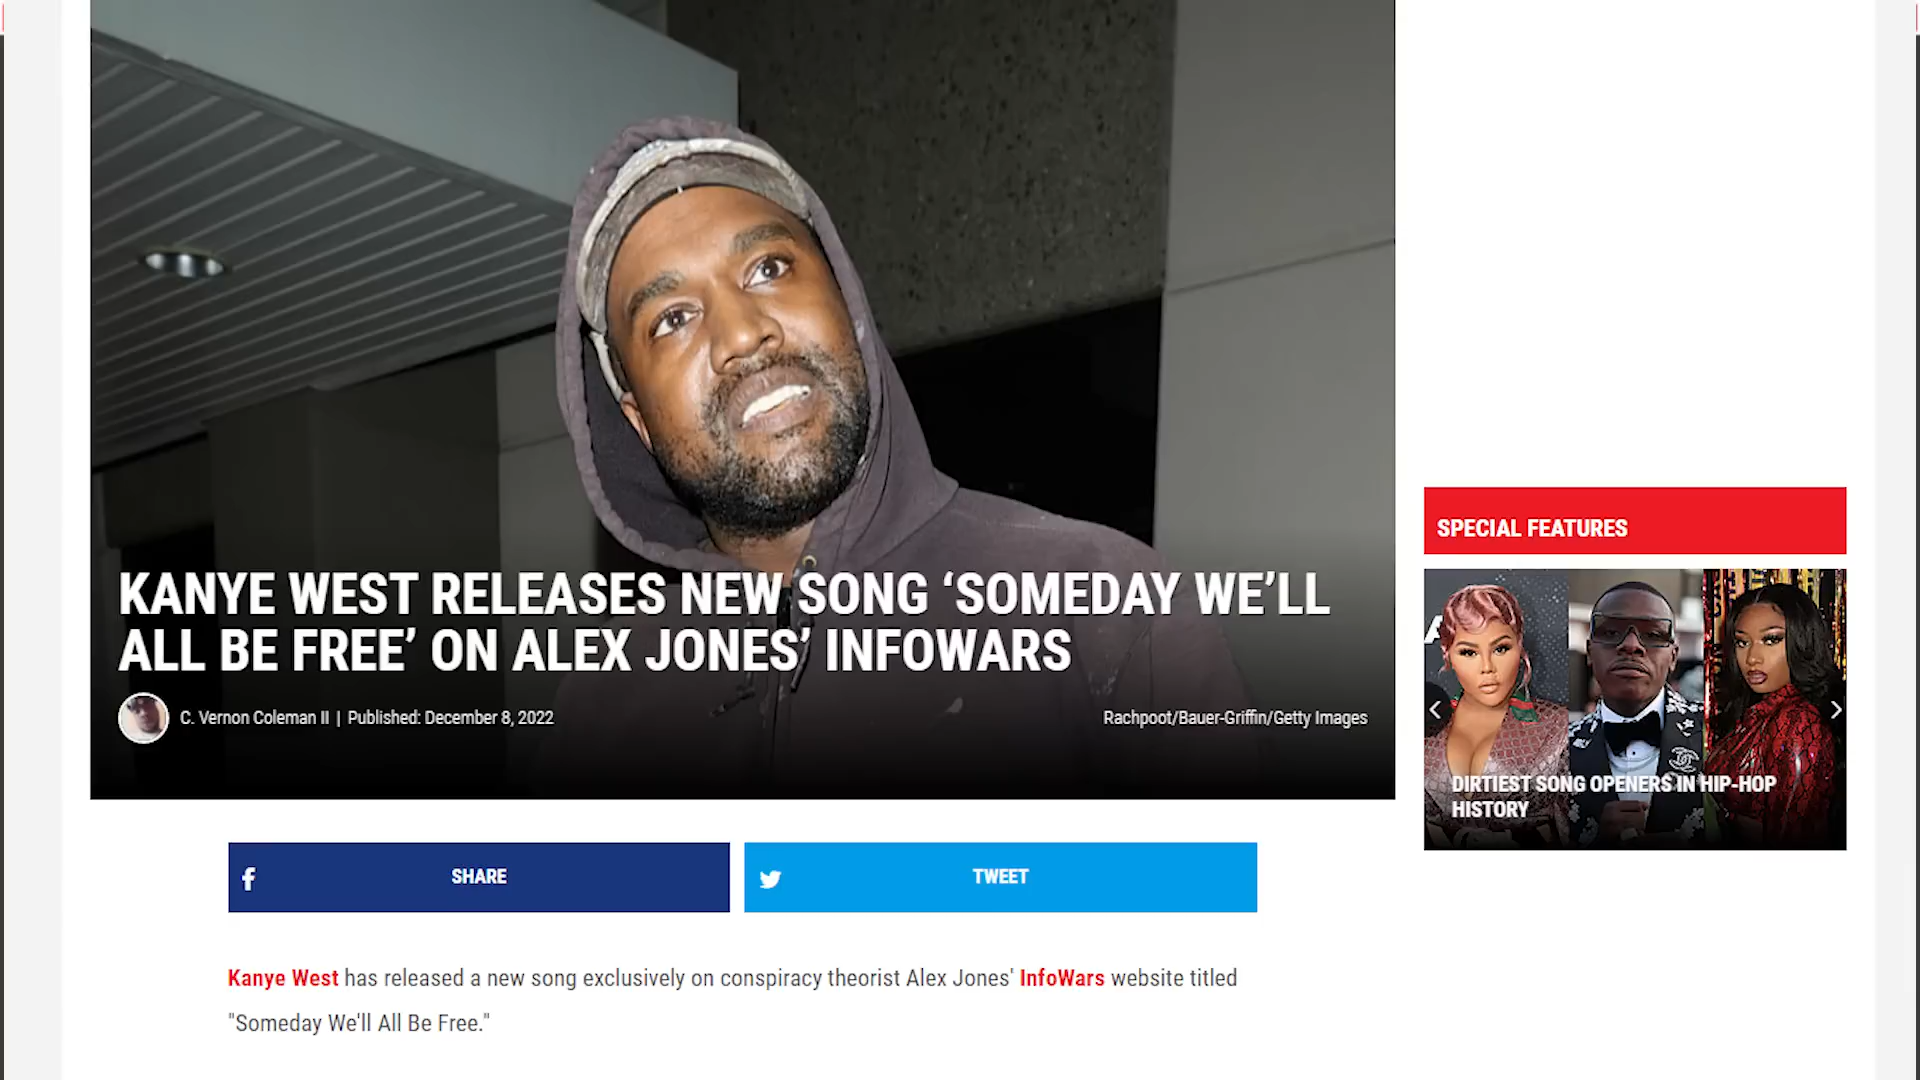 KANYE WEST RELEASES NEW SONG ‘SOMEDAY WE’LL
ALL BE FREE’ ON ALEX JONES’ INFOWARS
C. Vernon Coleman II | Published: December 8, 2022
Rachpoot/Bauer-Griffin/Getty Images
SHARE
TWEET
Kanye West has released a new song exclusively on conspiracy theorist Alex Jones' InfoWars website titled
"Someday We'll All Be Free."
SPECIAL FEATURES
DIRTIEST SONG OPENERS IN HIP-HOP
HISTORY